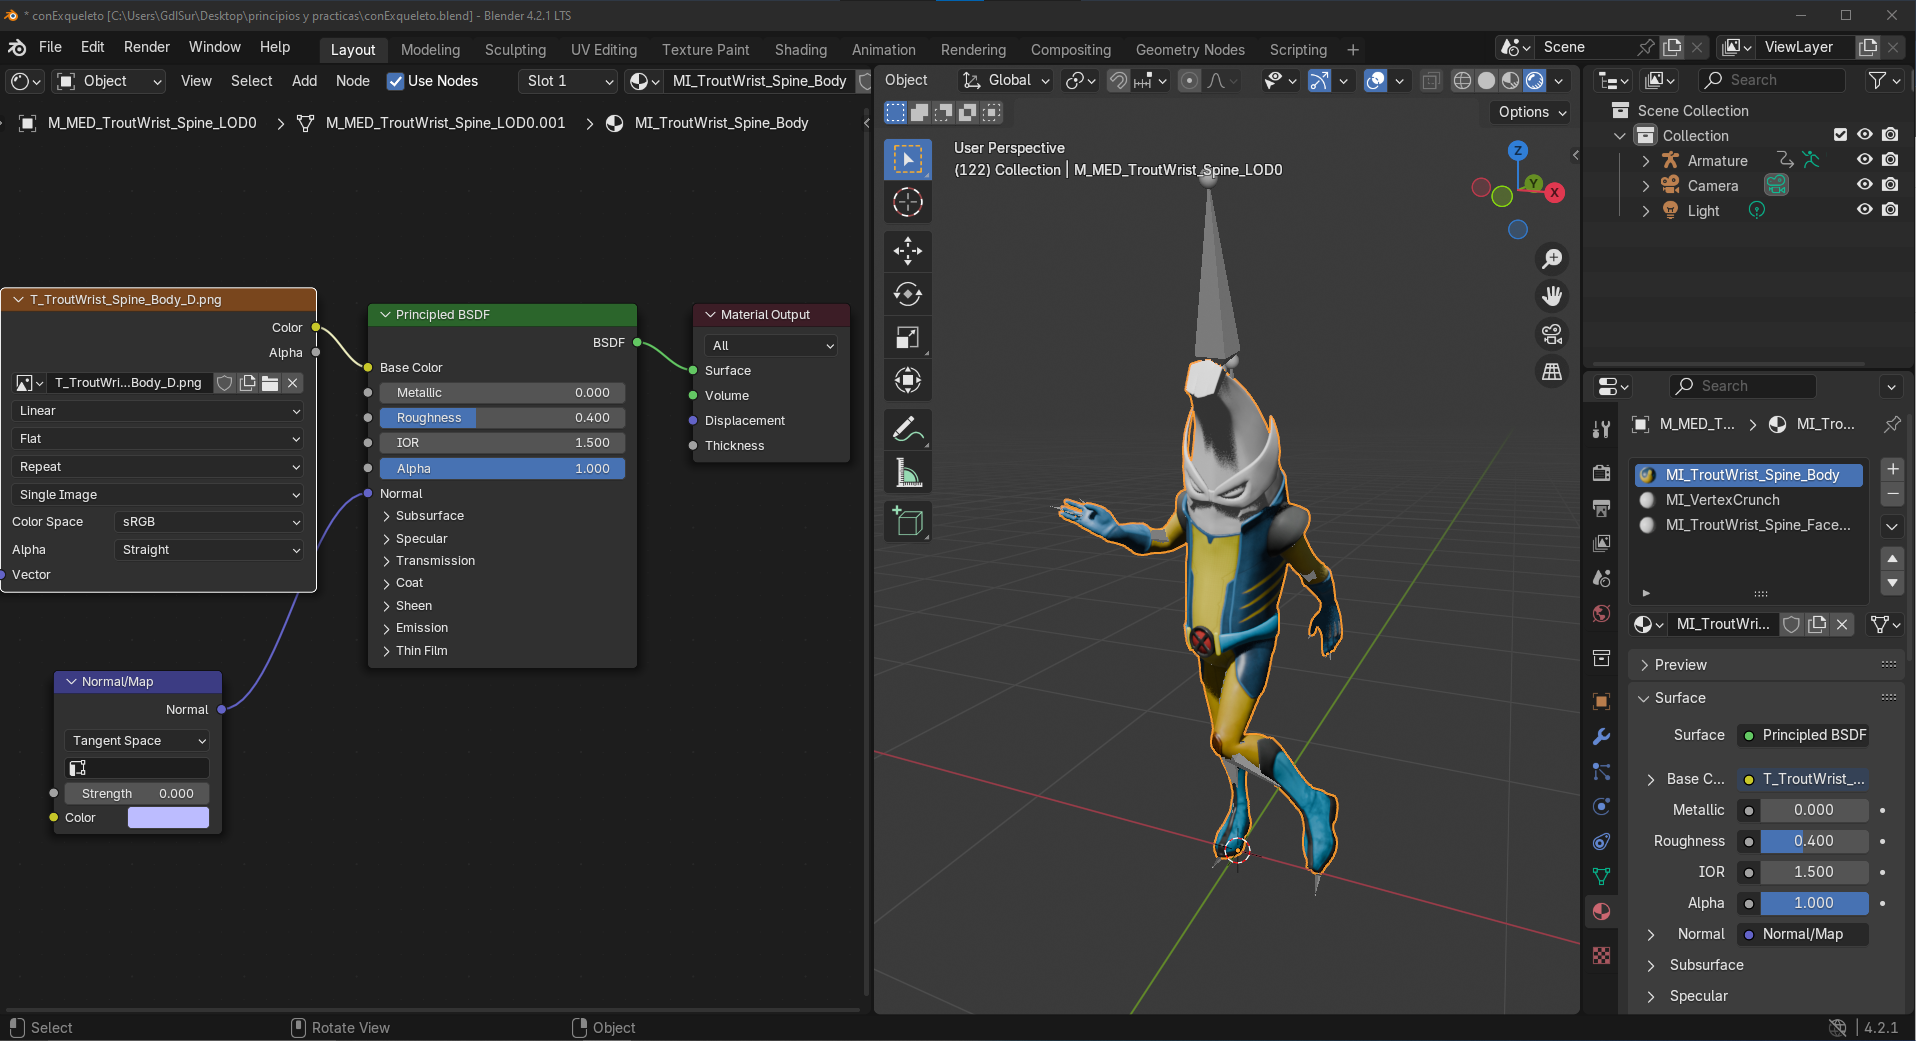 * conExqueleto [C:\Users\GdlSur\Desktop\principios y practicas\conExqueleto.blend] - Blender 4.2.1 LTS
File Edit Render Window Help Layout Modeling Sculpting UV Editing Texture Paint Shading Animation Rendering Compositing Geometry Nodes Scripting + Scene ViewLayer
Object View Select Add Node Use Nodes Slot 1 MI_TroutWrist_Spine_Body
M_MED_TroutWrist_Spine_LOD0 > M_MED_TroutWrist_Spine_LOD0.001 > MI_TroutWrist_Spine_Body
T_TroutWrist_Spine_Body_D.png
Color
Alpha
T_TroutWri...Body_D.png
Linear
Flat
Repeat
Single Image
Color Space sRGB
Alpha Straight
Vector
Normal/Map
Normal
Tangent Space
Strength 0.000
Color
Principled BSDF
BSDF
Base Color
Metallic 0.000
Roughness 0.400
IOR 1.500
Alpha 1.000
Normal
Subsurface
Specular
Transmission
Coat
Sheen
Emission
Thin Film
Material Output
All
Surface
Volume
Displacement
Thickness
Object Global
Options
User Perspective
(122) Collection | M_MED_TroutWrist_Spine_LOD0
Z
Y
X
Search
Scene Collection
Collection
Armature
Camera
Light
Search
M_MED_T... > MI_Tro...
MI_TroutWrist_Spine_Body
MI_VertexCrunch
MI_TroutWrist_Spine_Face...
MI_TroutWri...
Preview
Surface
Surface Principled BSDF
Base C... T_TroutWrist_...
Metallic 0.000
Roughness 0.400
IOR 1.500
Alpha 1.000
Normal Normal/Map
Subsurface
Specular
Select Rotate View Object 4.2.1